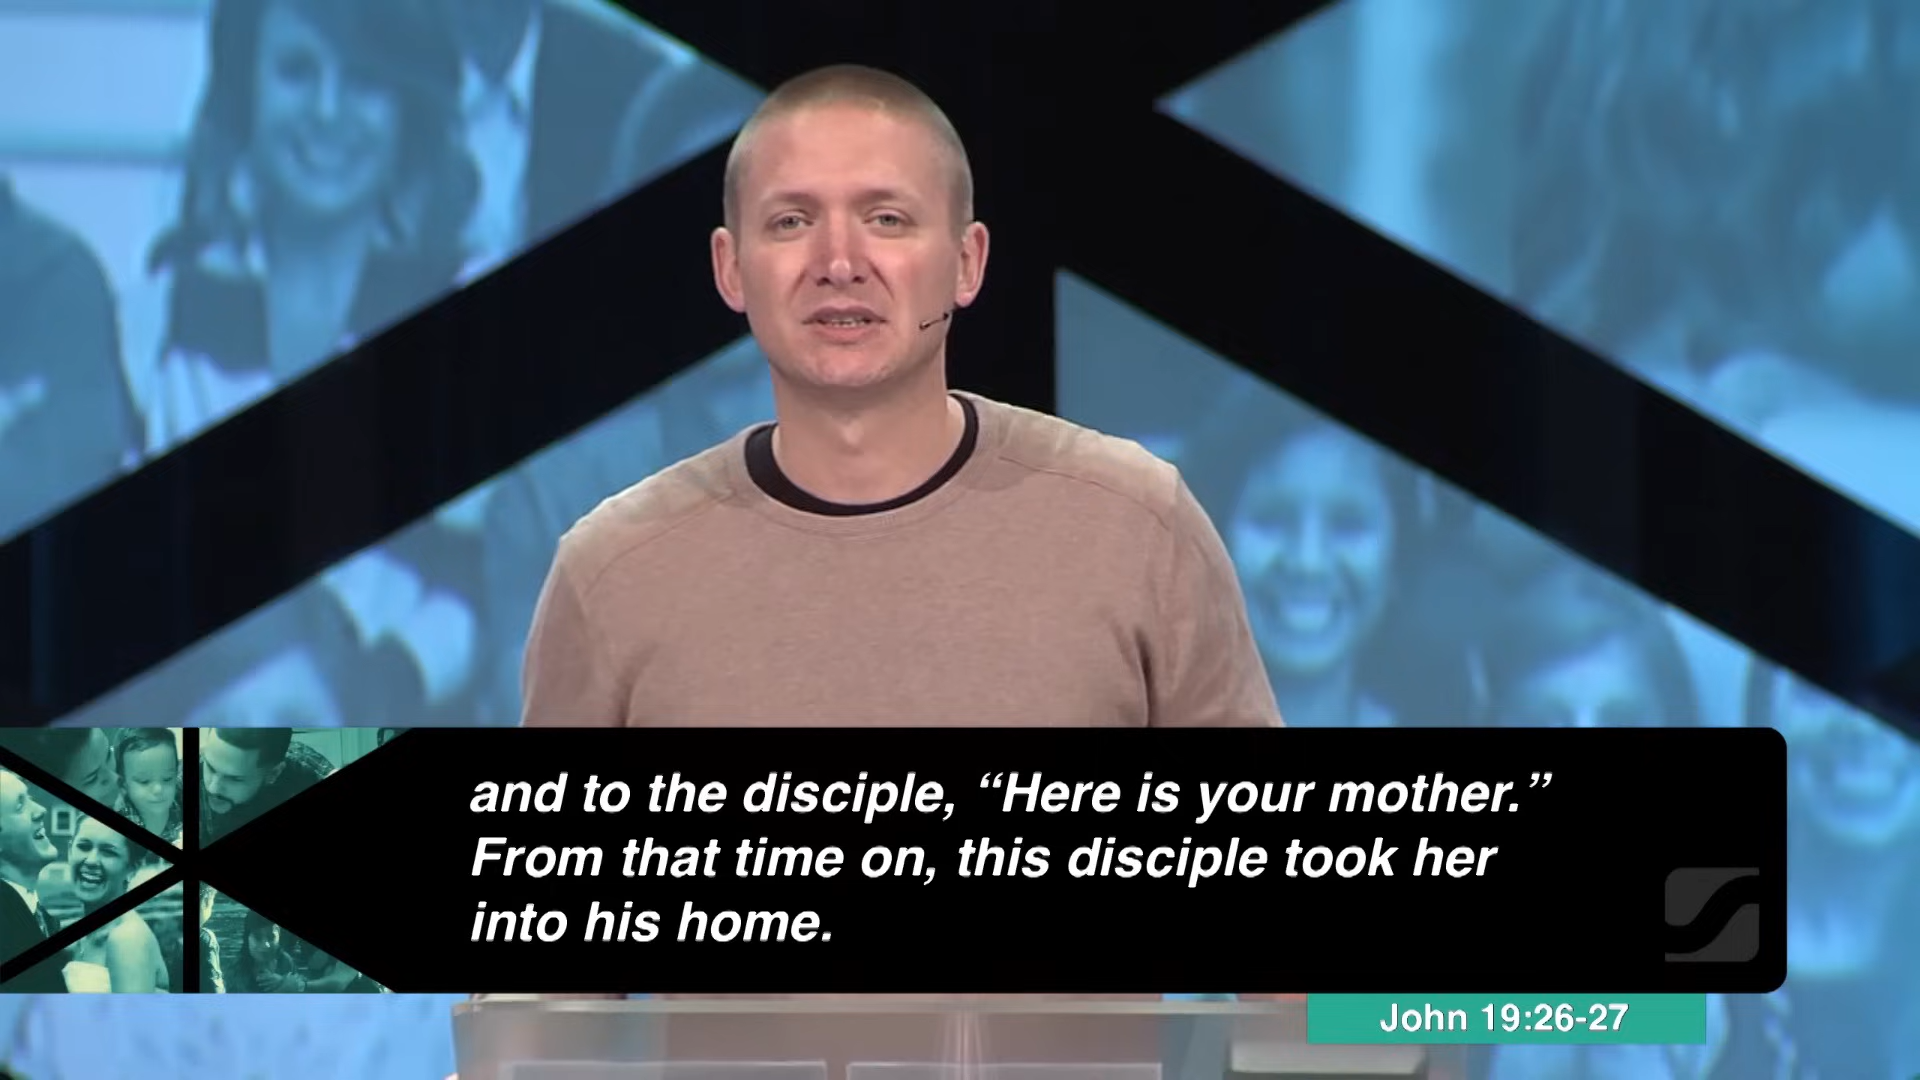 and to the disciple, “Here is your mother.”
From that time on, this disciple took her
into his home.
John 19:26-27